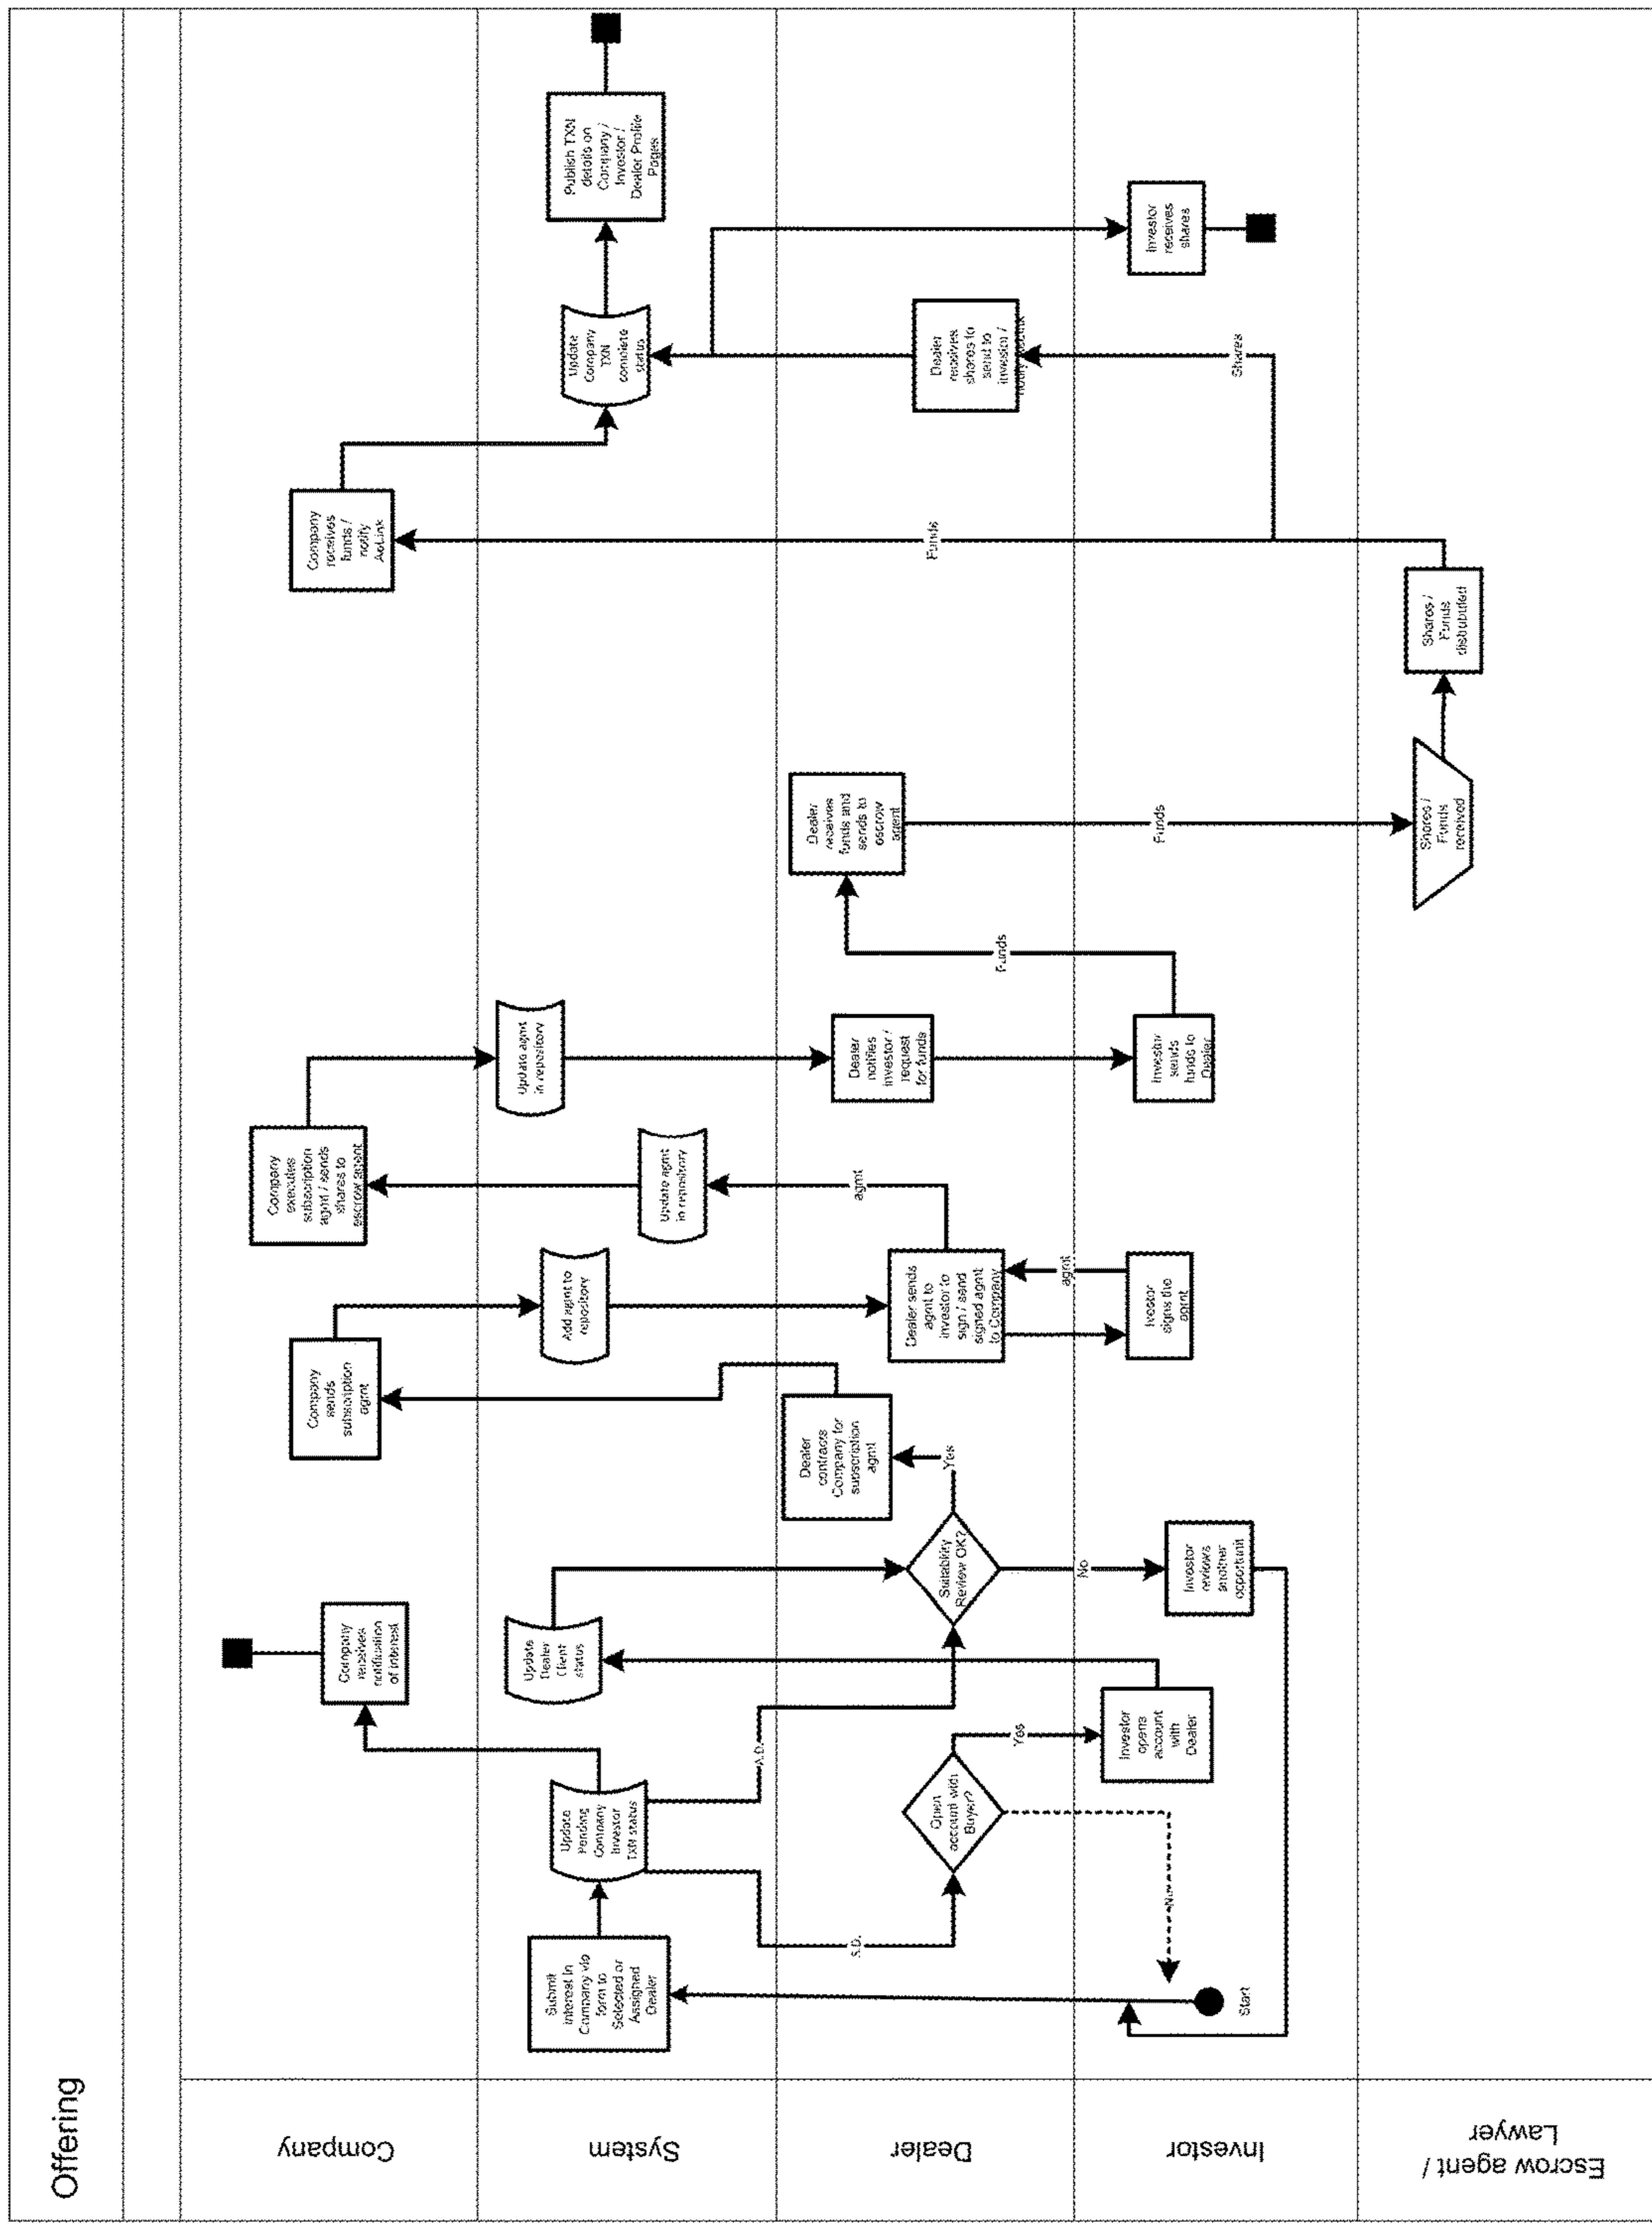 Offering
Company
System
Dealer
Investor
Escrow agent /
Lawyer
Company
receives
notification
of interest
Company
sends
subscription
agmt
Company
executes
subscription
agmt / sends
shares to
escrow agent
Company
receives
funds /
notify
Submit
interest in
Company via
form to
Selected or
Assigned
Dealer
Update
Pending
Company
Investor
TXN status
Update
Dealer
Client
status
Add agmt to
repository
Update agmt
in repository
Update agmt
in repository
Update
Company
TXN
complete
status
Publish TXN
details on
Company /
Investor /
Dealer Profile
Pages
S.D.
A.D.
Open
account with
Buyer?
Yes
No
Suitability
Review OK?
Yes
No
Dealer
contracts
Company for
subscription
agmt
Dealer sends
agmt to
investor to
sign / send
signed agmt
to Company
agmt
agmt
Dealer
notifies
investor /
request
for funds
Funds
Dealer
receives
funds and
sends to
escrow
agent
Funds
Funds
Dealer
receives
shares to
send to
investor /
Shares
Start
Investor
opens
account
with
Dealer
Investor
reviews
another
opportunit
Ivestor
signs the
agmt
Investor
sends
funds to
Dealer
Investor
receives
shares
Shares /
Funds
received
Shares /
Funds
distributed